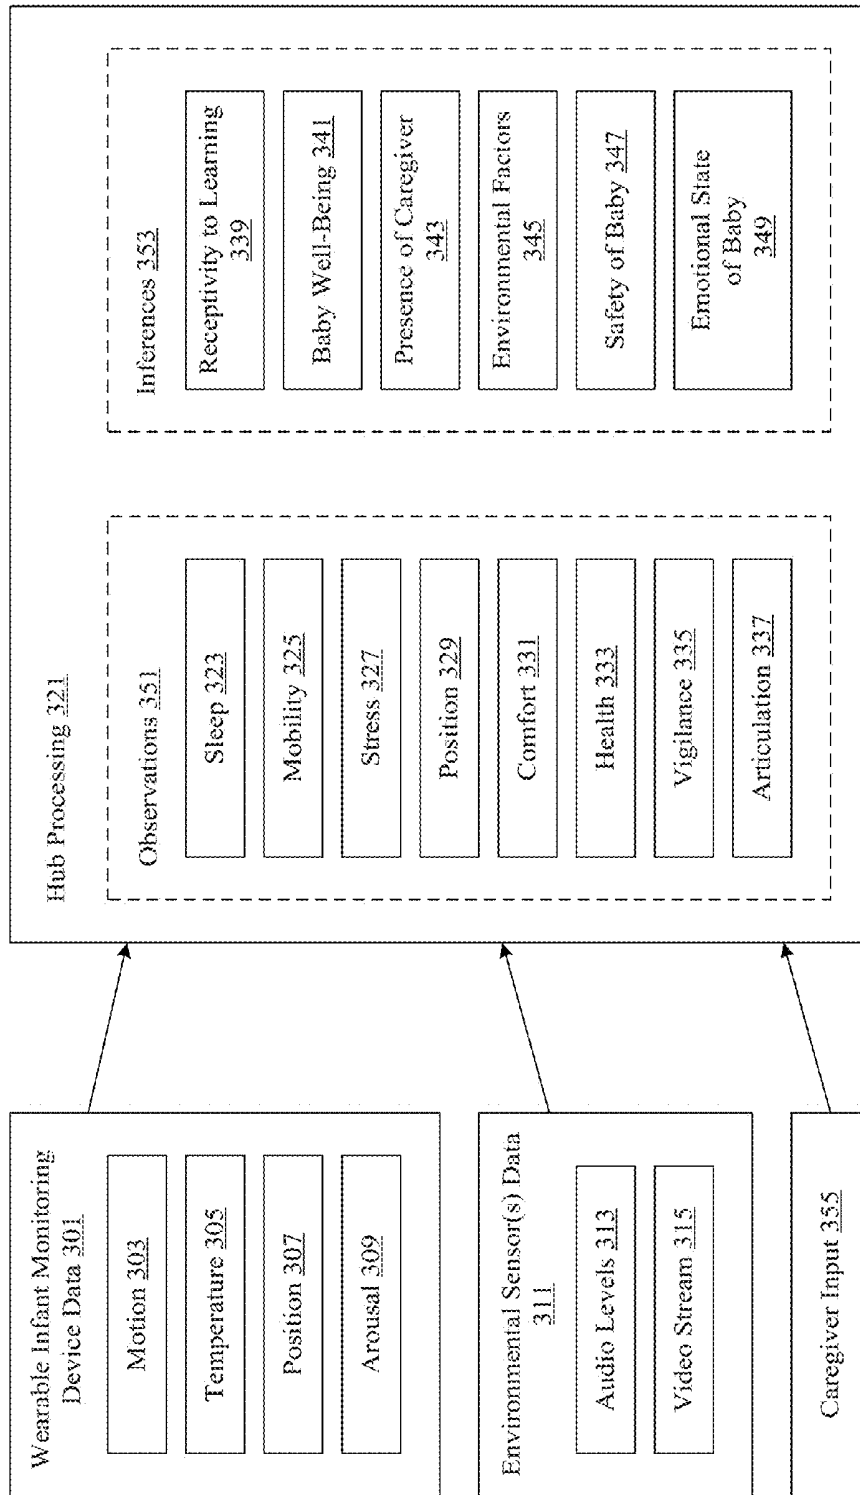 Wearable Infant Monitoring
Device Data 301
Motion 303
Temperature 305
Position 307
Arousal 309
Environmental Sensor(s) Data
311
Audio Levels 313
Video Stream 315
Caregiver Input 355
Hub Processing 321
Observations 351
Sleep 323
Mobility 325
Stress 327
Position 329
Comfort 331
Health 333
Vigilance 335
Articulation 337
Inferences 353
Receptivity to Learning
339
Baby Well-Being 341
Presence of Caregiver
343
Environmental Factors
345
Safety of Baby 347
Emotional State
of Baby
349